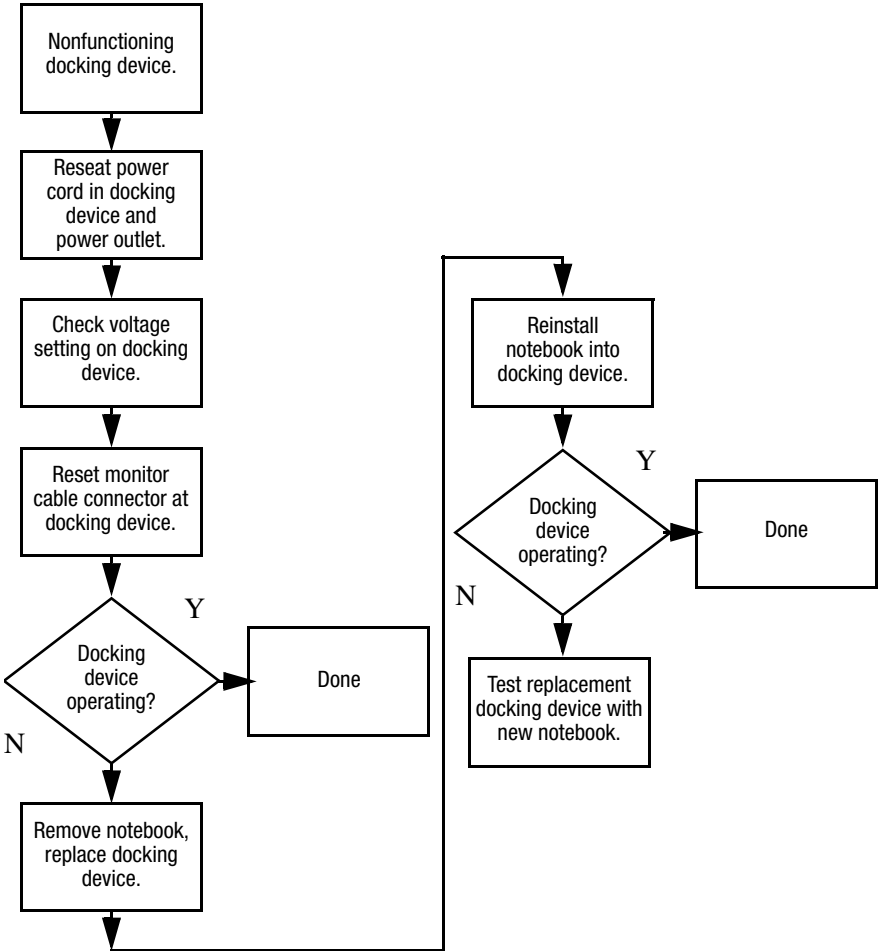 Nonfunctioning
docking device.
Reseat power
cord in docking
device and
power outlet.
Check voltage
setting on docking
device.
Reset monitor
cable connector at
docking device.
Y
Docking
device
operating?
Done
N
Remove notebook,
replace docking
device.
Reinstall
notebook into
docking device.
Y
Docking
device
operating?
Done
N
Test replacement
docking device with
new notebook.